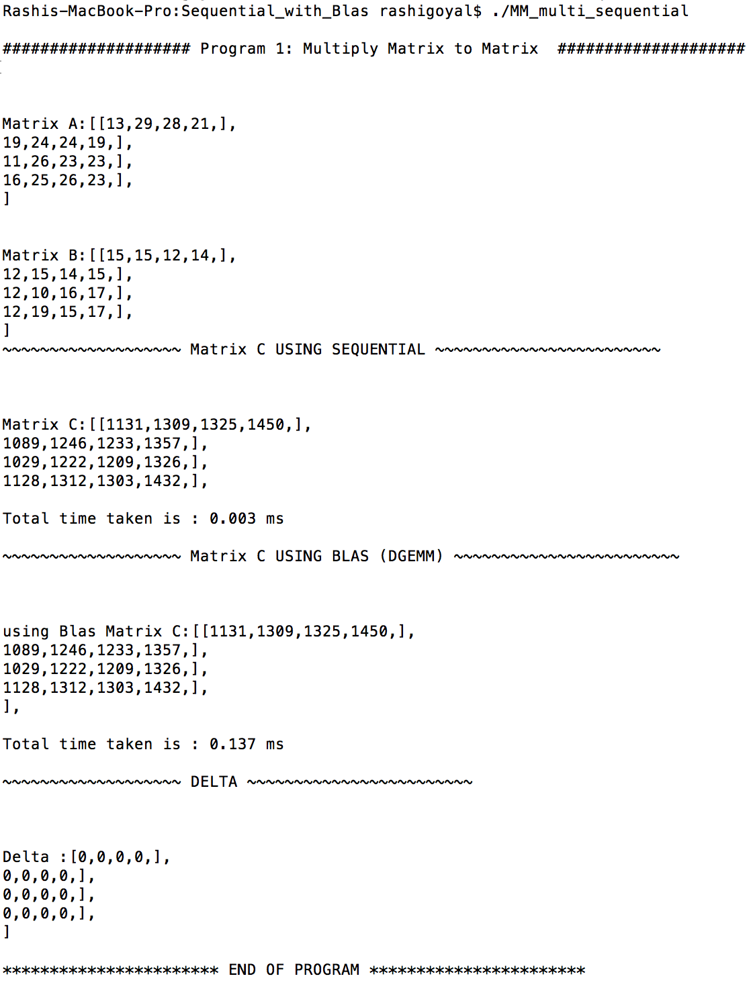 Rashis-MacBook-Pro:Sequential_with_Blas rashigoyal$ ./MM_multi_sequential
#################### Program 1: Multiply Matrix to Matrix  ####################
Matrix A:[[13,29,28,21,],
19,24,24,19,],
11,26,23,23,],
16,25,26,23,],
]
Matrix B:[[15,15,12,14,],
12,15,14,15,],
12,10,16,17,],
12,19,15,17,],
]
~~~~~~~~~~~~~~~~~~~ Matrix C USING SEQUENTIAL ~~~~~~~~~~~~~~~~~~~~~~~~
Matrix C:[[1131,1309,1325,1450,],
1089,1246,1233,1357,],
1029,1222,1209,1326,],
1128,1312,1303,1432,],
Total time taken is : 0.003 ms
~~~~~~~~~~~~~~~~~~~ Matrix C USING BLAS (DGEMM) ~~~~~~~~~~~~~~~~~~~~~~~~
using Blas Matrix C:[[1131,1309,1325,1450,],
1089,1246,1233,1357,],
1029,1222,1209,1326,],
1128,1312,1303,1432,],
],
Total time taken is : 0.137 ms
~~~~~~~~~~~~~~~~~~~ DELTA ~~~~~~~~~~~~~~~~~~~~~~~~
Delta :[0,0,0,0,],
0,0,0,0,],
0,0,0,0,],
0,0,0,0,],
]
*********************** END OF PROGRAM ***********************